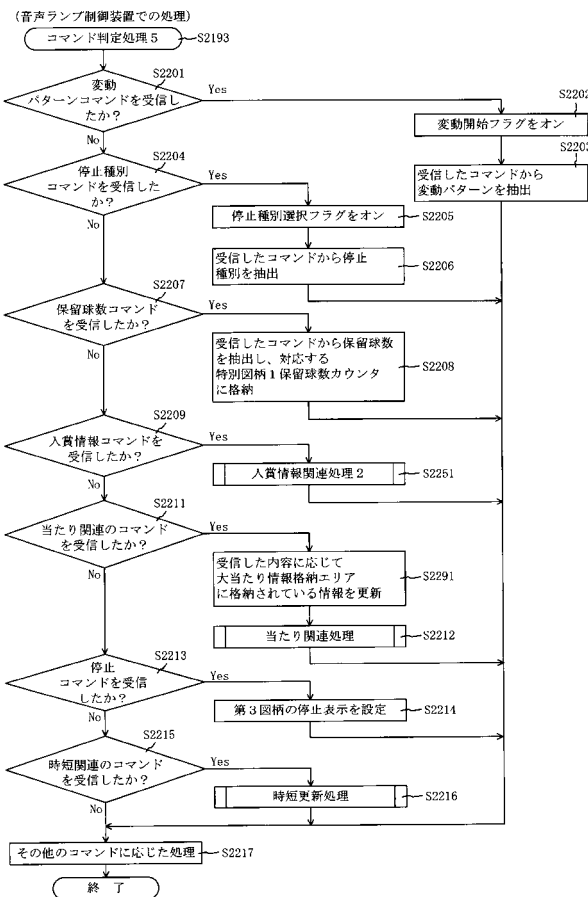 (音声ランプ制御装置での処理)
コマンド判定処理5
S2193
S2201
変動
パターンコマンドを受信し
たか?
Yes
No
S2202
変動開始フラグをオン
S2203
受信したコマンドから
変動パターンを抽出
S2204
停止種別
コマンドを受信した
か?
Yes
No
停止種別選択フラグをオン
S2205
受信したコマンドから停止
種別を抽出
S2206
S2207
保留球数コマンド
を受信したか?
Yes
No
受信したコマンドから保留球数
を抽出し、対応する
特別図柄1保留球数カウンタ
に格納
S2208
S2209
入賞情報コマンドを
受信したか?
Yes
No
入賞情報関連処理2
S2251
S2211
当たり関連のコマンド
を受信したか?
Yes
No
受信した内容に応じて
大当たり情報格納エリア
に格納されている情報を更新
S2291
当たり関連処理
S2212
S2213
停止
コマンドを受信
したか?
Yes
No
第3図柄の停止表示を設定
S2214
S2215
時短関連のコマンド
を受信したか?
Yes
No
時短更新処理
S2216
その他のコマンドに応じた処理
S2217
終了